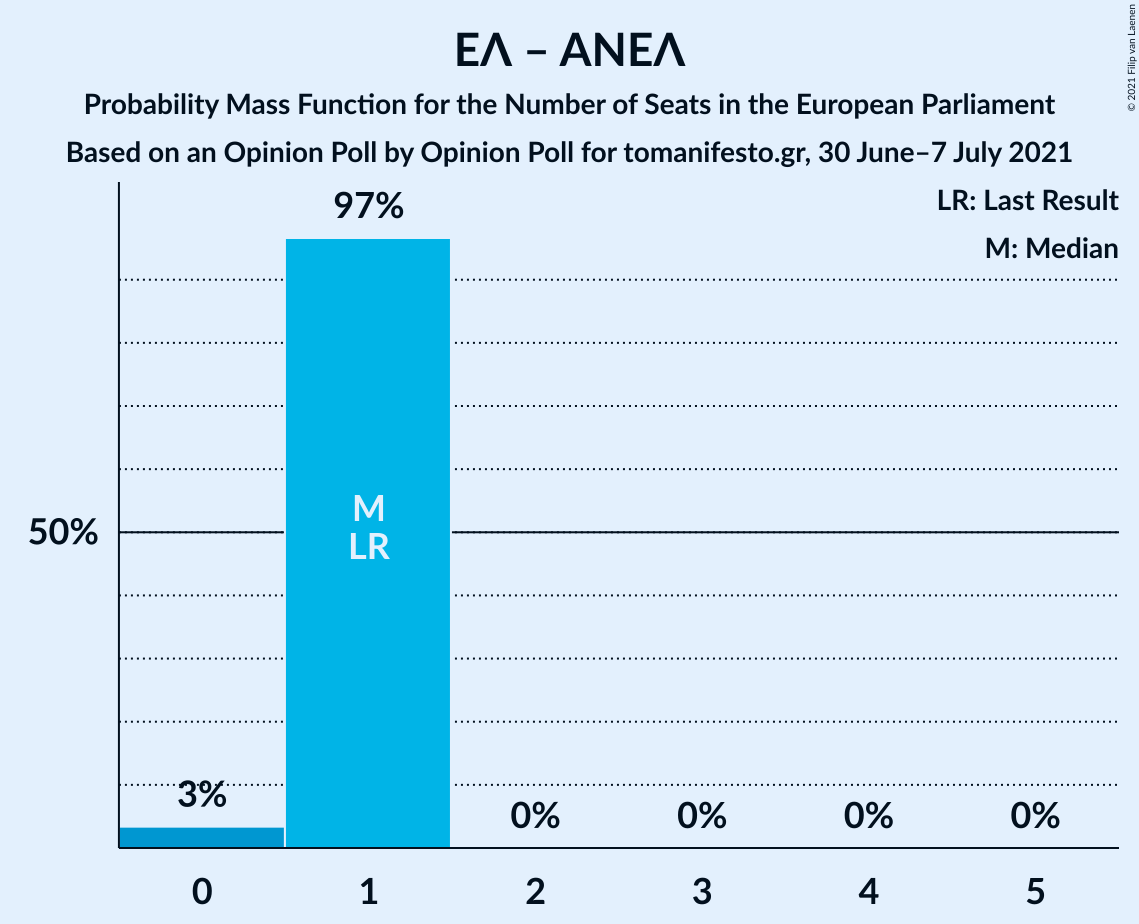 ΕΛ – ΑΝΕΛ
Probability Mass Function for the Number of Seats in the European Parliament
Based on an Opinion Poll by Opinion Poll for tomanifesto.gr, 30 June–7 July 2021
© 2021 Filip van Laenen
LR: Last Result
M: Median
97%
M
LR
50%
3%
0%
0%
0%
0%
0
1
2
3
4
5